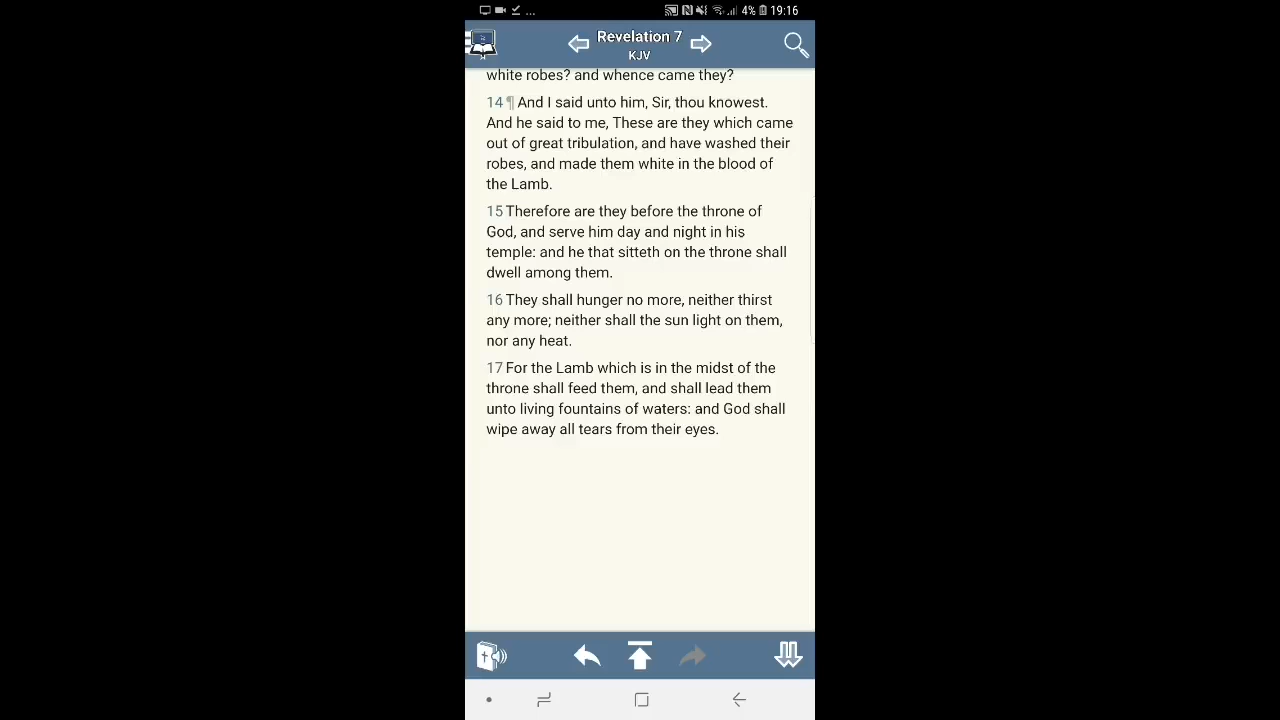 ... 4% 19:16
Revelation 7
KJV
white robes? and whence came they?
14 ¶ And I said unto him, Sir, thou knowest.
And he said to me, These are they which came
out of great tribulation, and have washed their
robes, and made them white in the blood of
the Lamb.
15 Therefore are they before the throne of
God, and serve him day and night in his
temple: and he that sitteth on the throne shall
dwell among them.
16 They shall hunger no more, neither thirst
any more; neither shall the sun light on them,
nor any heat.
17 For the Lamb which is in the midst of the
throne shall feed them, and shall lead them
unto living fountains of waters: and God shall
wipe away all tears from their eyes.